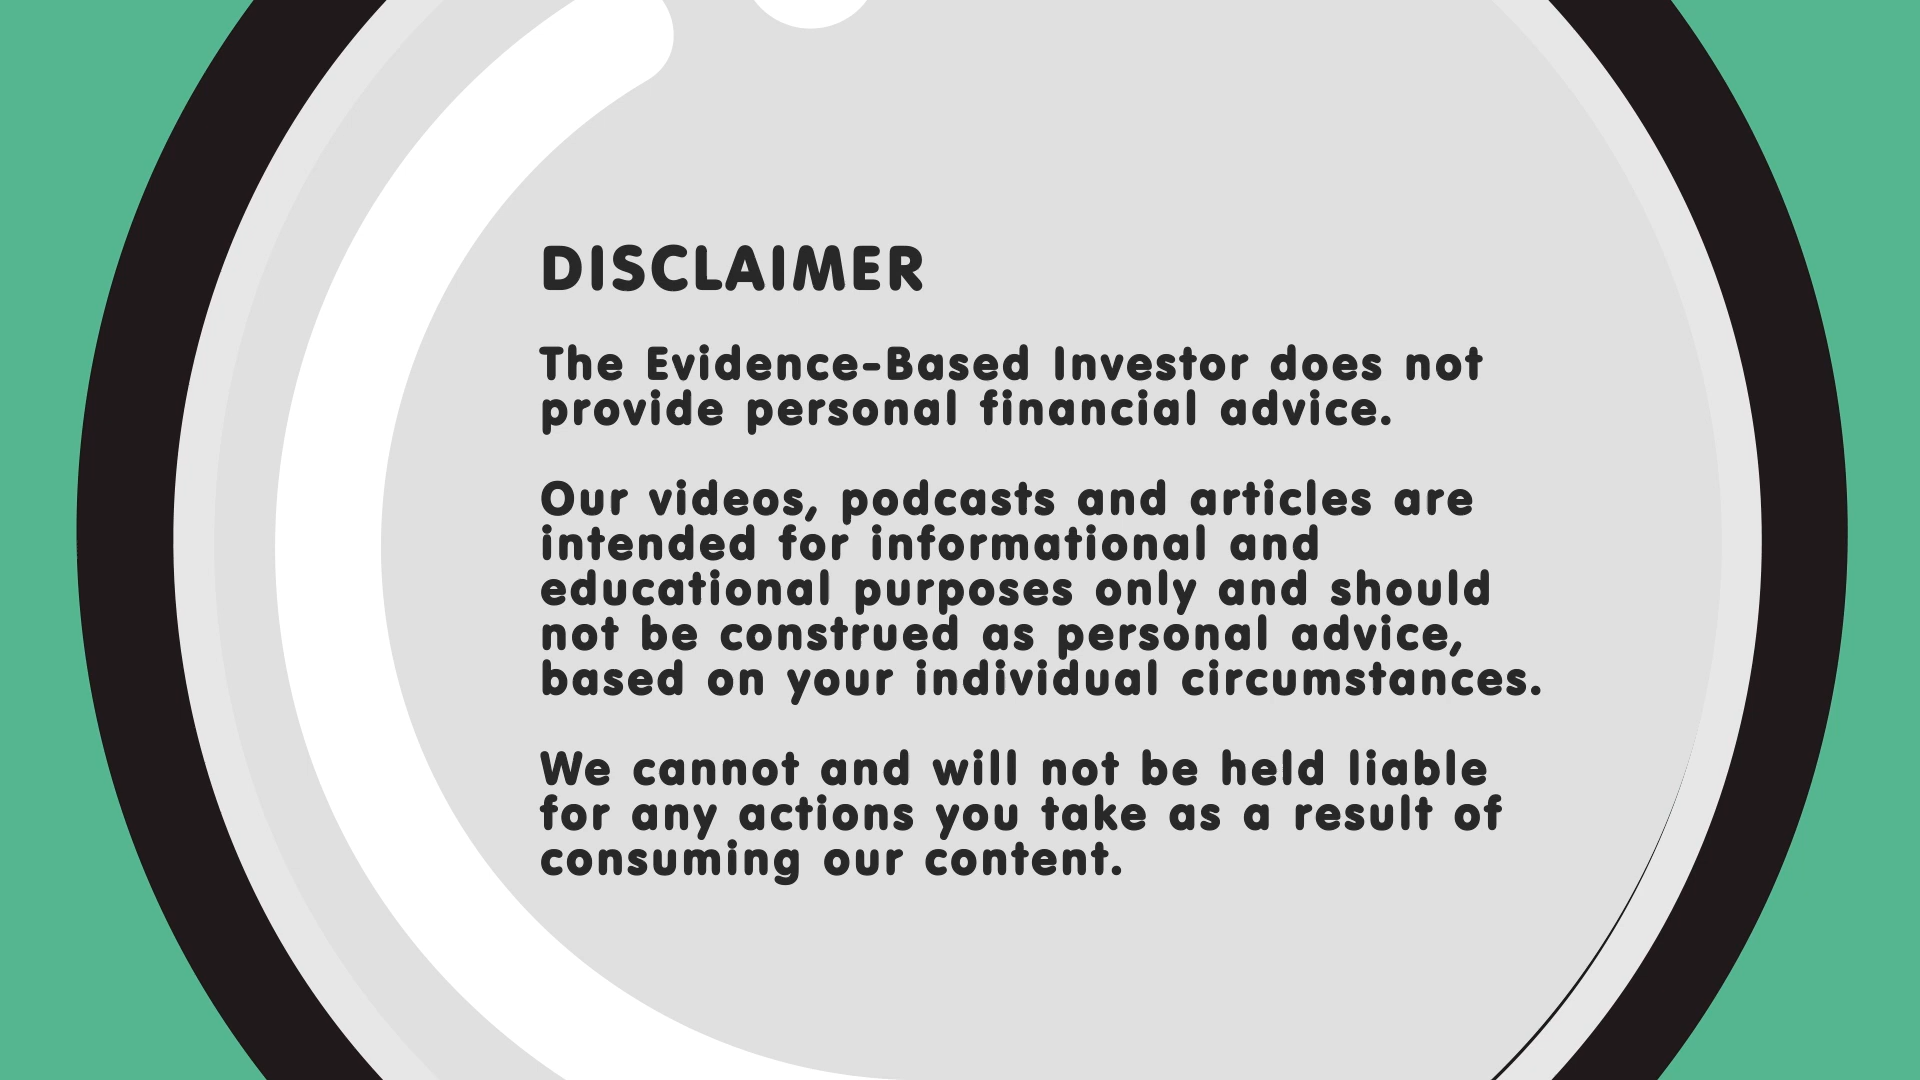 DISCLAIMER
The Evidence-Based Investor does not
provide personal financial advice.
Our videos, podcasts and articles are
intended for informational and
educational purposes only and should
not be construed as personal advice,
based on your individual circumstances.
We cannot and will not be held liable
for any actions you take as a result of
consuming our content.